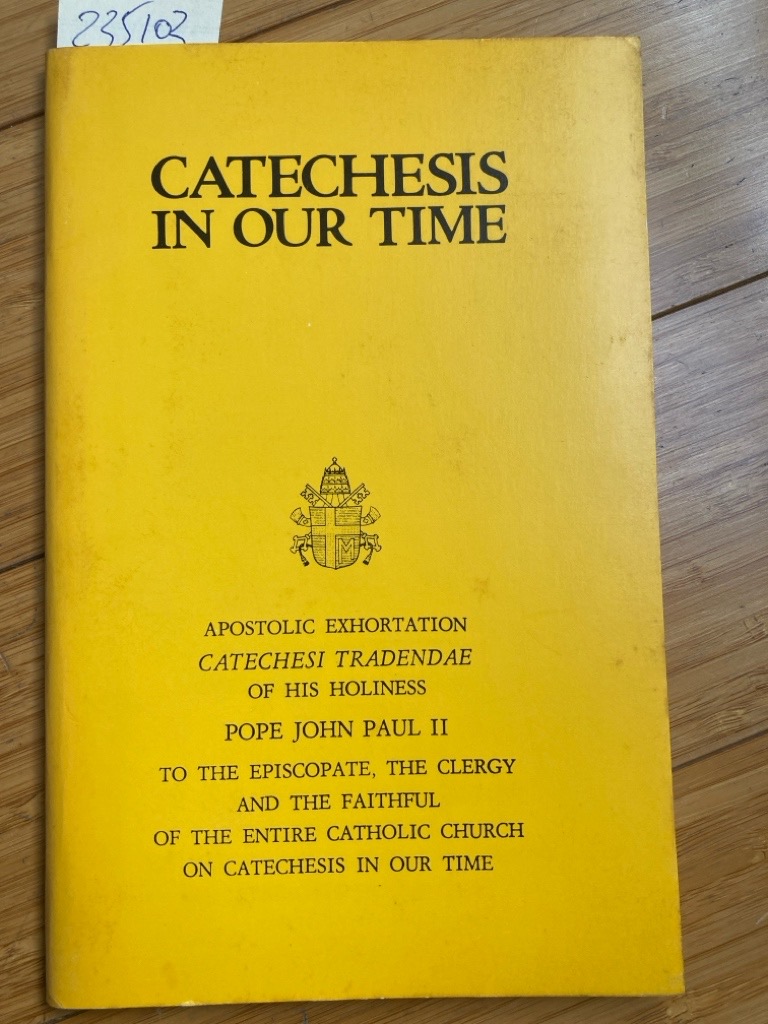 235102
CATECHESIS
IN OUR TIME
M
APOSTOLIC EXHORTATION
CATECHESI TRADENDAE
OF HIS HOLINESS
POPE JOHN PAUL II
TO THE EPISCOPATE, THE CLERGY
AND THE FAITHFUL
OF THE ENTIRE CATHOLIC CHURCH
ON CATECHESIS IN OUR TIME